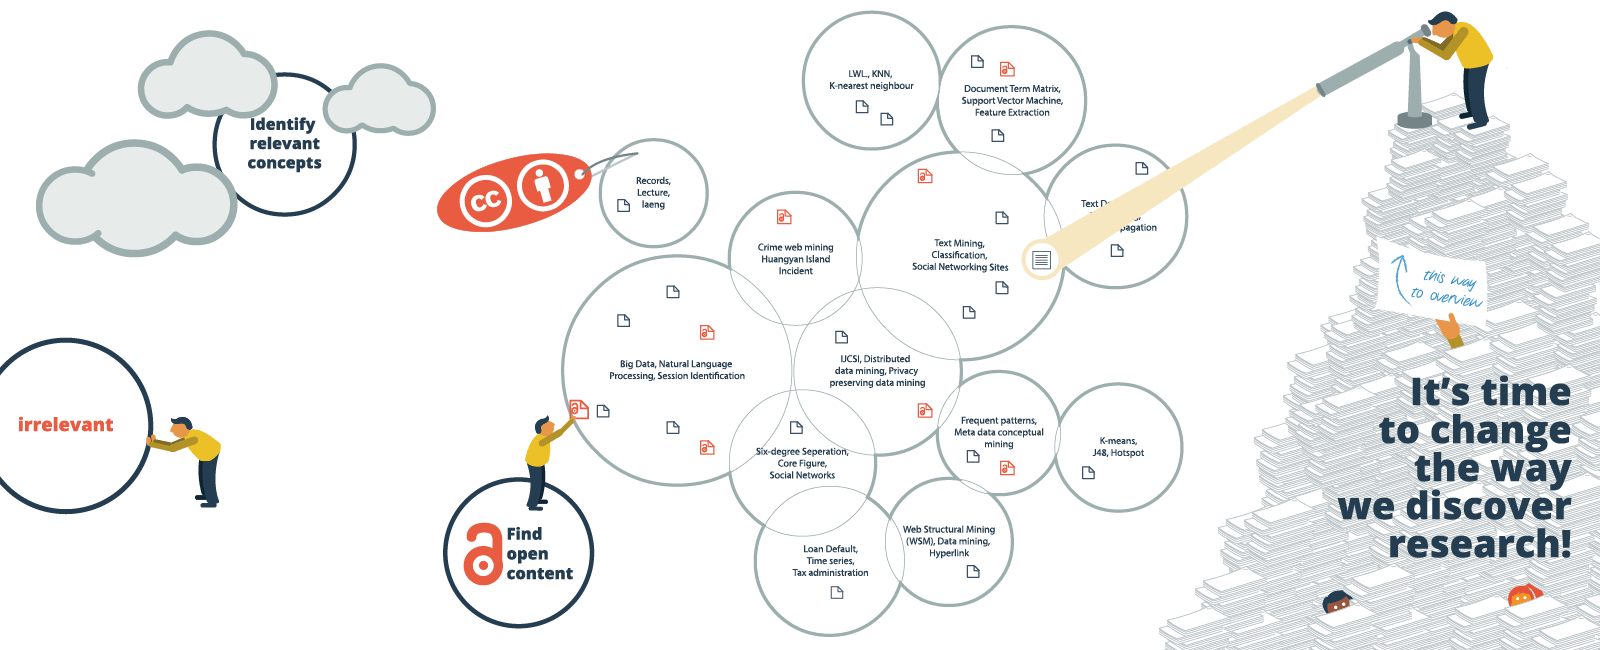 Identify
relevant
concepts
irrelevant
CC
Find
open
content
Records,
Lecture,
laeng
LWL, KNN,
K-nearest neighbour
Document Term Matrix,
Support Vector Machine,
Feature Extraction
Crime web mining
Huangyan Island
Incident
Text Mining,
Classification,
Social Networking Sites
Text
pagation
Big Data, Natural Language
Processing, Session Identification
IJCSI, Distributed
data mining, Privacy
preserving data mining
Six-degree Seperation,
Core Figure,
Social Networks
Frequent patterns,
Meta data conceptual
mining
K-means,
J48, Hotspot
Web Structural Mining
(WSM), Data mining,
Hyperlink
Loan Default,
Time series,
Tax administration
this way
to overview
It's time
to change
the way
we discover
research!